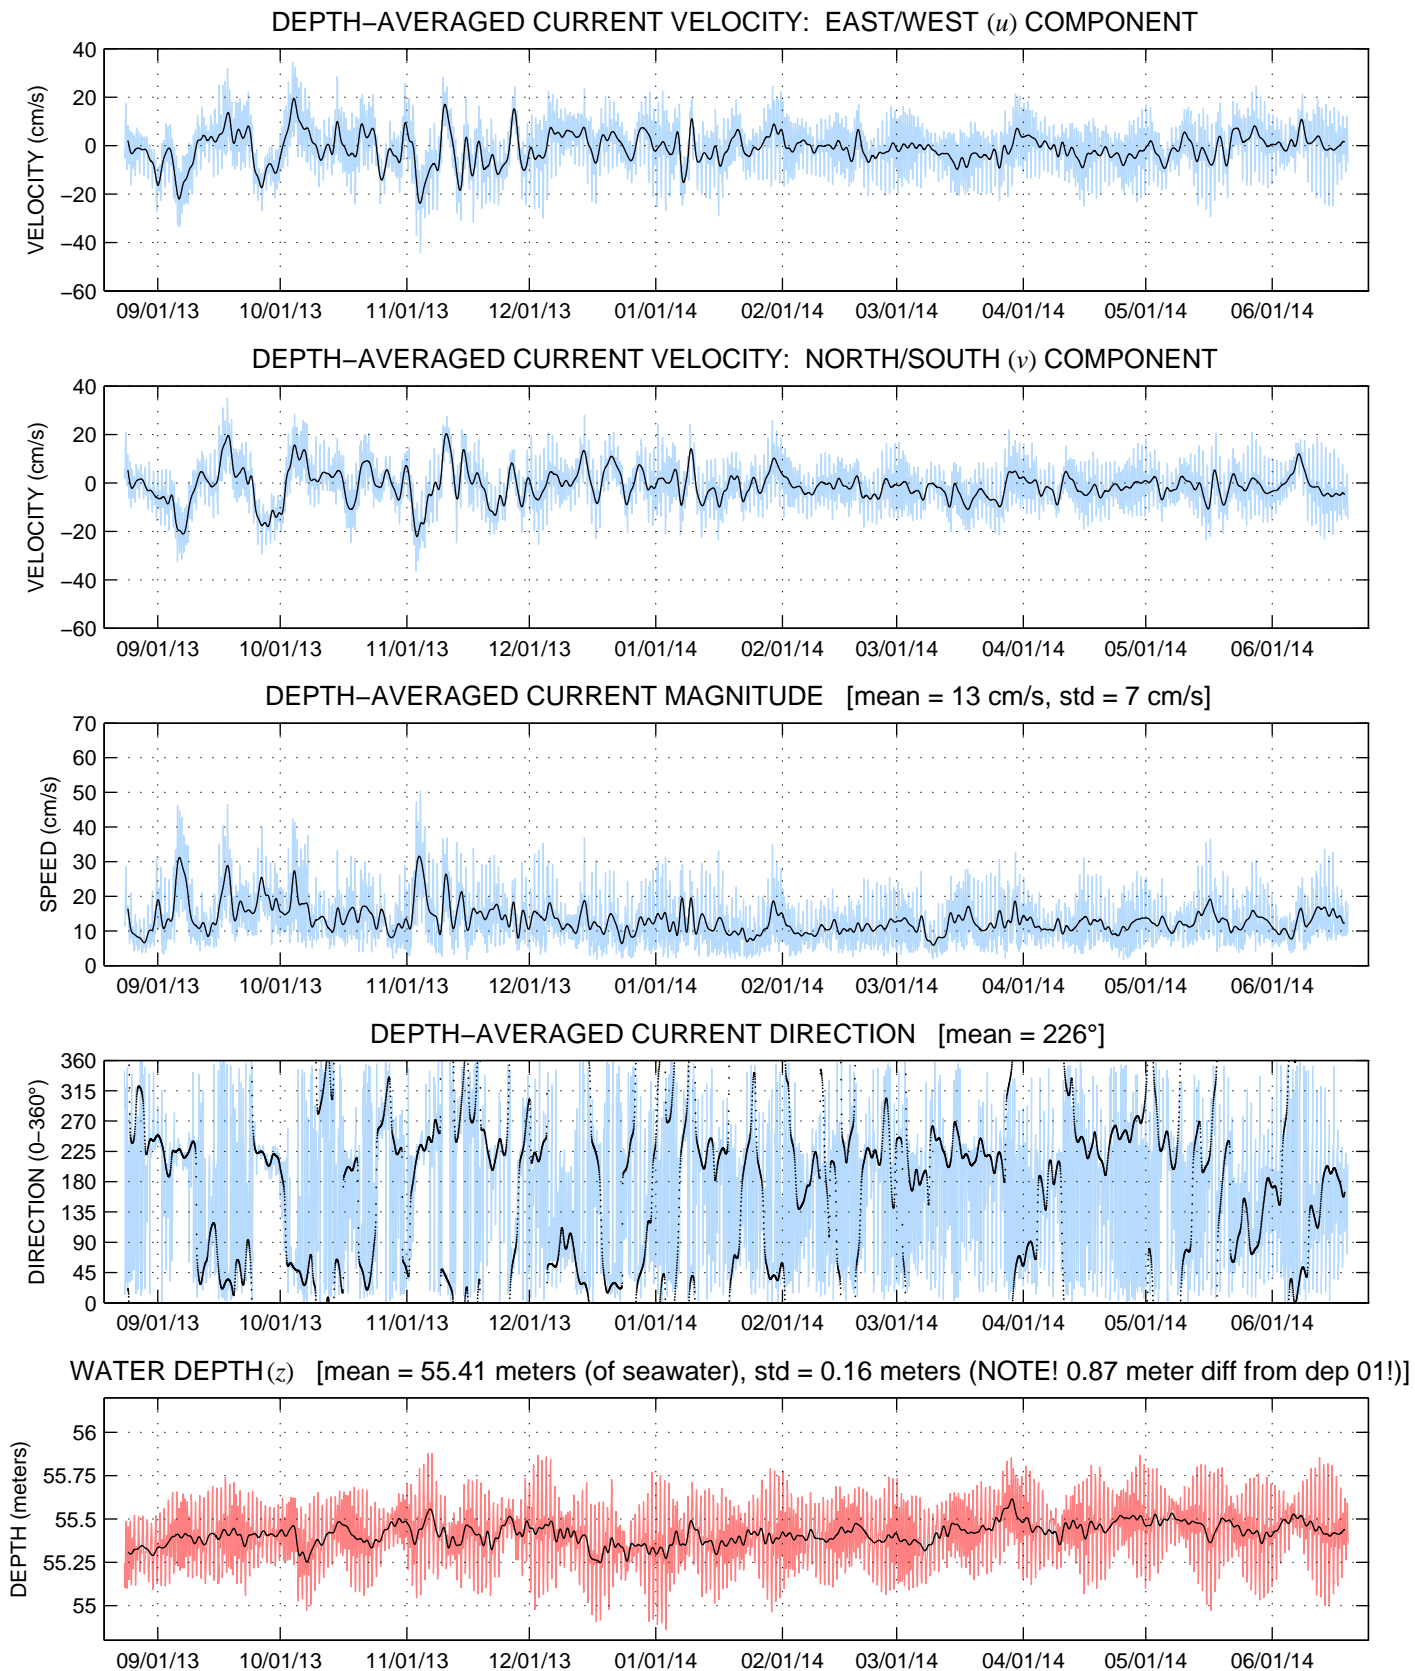 DEPTH−AVERAGED CURRENT VELOCITY: EAST/WEST (u) COMPONENT
VELOCITY (cm/s)
40
20
0
−20
−40
−60
09/01/13 10/01/13 11/01/13 12/01/13 01/01/14 02/01/14 03/01/14 04/01/14 05/01/14 06/01/14
DEPTH−AVERAGED CURRENT VELOCITY: NORTH/SOUTH (v) COMPONENT
VELOCITY (cm/s)
40
20
0
−20
−40
−60
09/01/13 10/01/13 11/01/13 12/01/13 01/01/14 02/01/14 03/01/14 04/01/14 05/01/14 06/01/14
DEPTH−AVERAGED CURRENT MAGNITUDE [mean = 13 cm/s, std = 7 cm/s]
SPEED (cm/s)
70
60
50
40
30
20
10
0
09/01/13 10/01/13 11/01/13 12/01/13 01/01/14 02/01/14 03/01/14 04/01/14 05/01/14 06/01/14
DEPTH−AVERAGED CURRENT DIRECTION [mean = 226°]
DIRECTION (0−360°)
360
315
270
225
180
135
90
45
0
09/01/13 10/01/13 11/01/13 12/01/13 01/01/14 02/01/14 03/01/14 04/01/14 05/01/14 06/01/14
WATER DEPTH (z) [mean = 55.41 meters (of seawater), std = 0.16 meters (NOTE! 0.87 meter diff from dep 01!)]
DEPTH (meters)
56
55.75
55.5
55.25
55
09/01/13 10/01/13 11/01/13 12/01/13 01/01/14 02/01/14 03/01/14 04/01/14 05/01/14 06/01/14